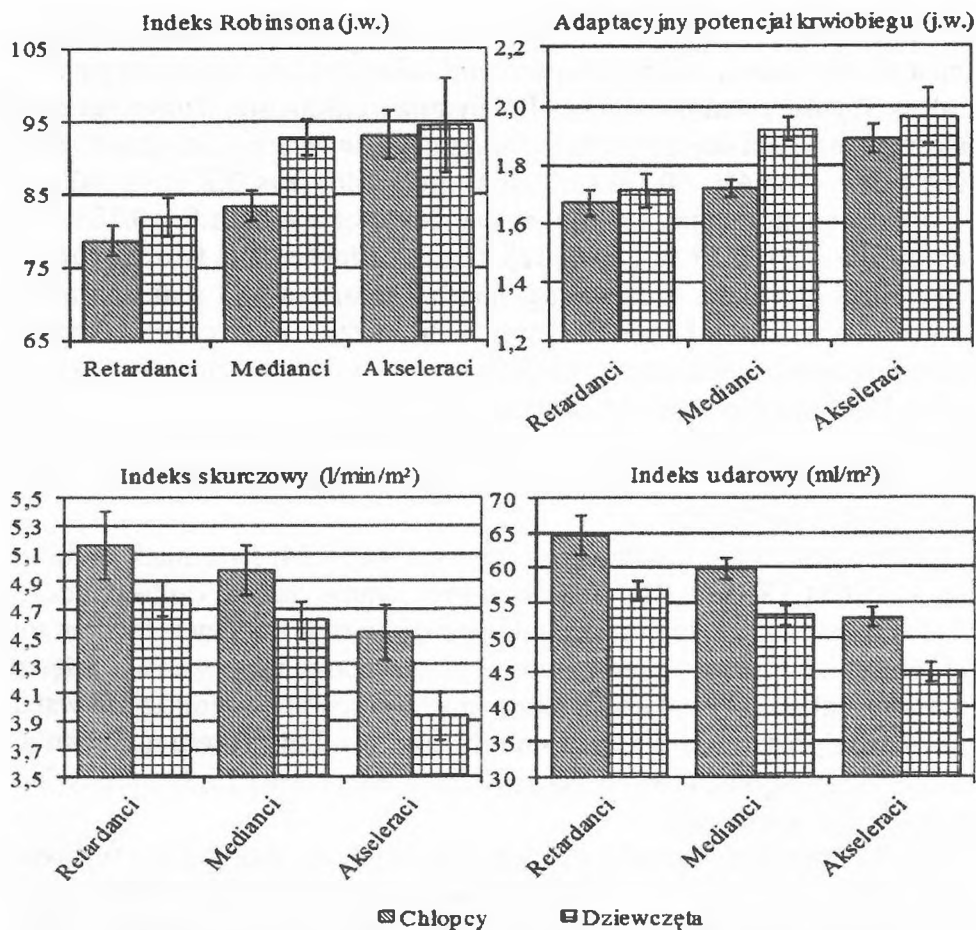 Indeks Robinsona (j.w.)
105
95
85
75
65
Retardanci Medianci Akseleraci
Adaptacyjny potencjał krwiobiegu (j.w.)
2,2
2,0
1,8
1,6
1,4
1,2
Retardanci
Medianci
Akseleraci
Indeks skurczowy (l/min/m²)
5,5
5,3
5,1
4,9
4,7
4,5
4,3
4,1
3,9
3,7
3,5
Retardanci
Medianci
Akseleraci
Indeks udarowy (ml/m²)
70
65
60
55
50
45
40
35
30
Retardanci
Medianci
Akseleraci
Chłopcy Dziewczęta